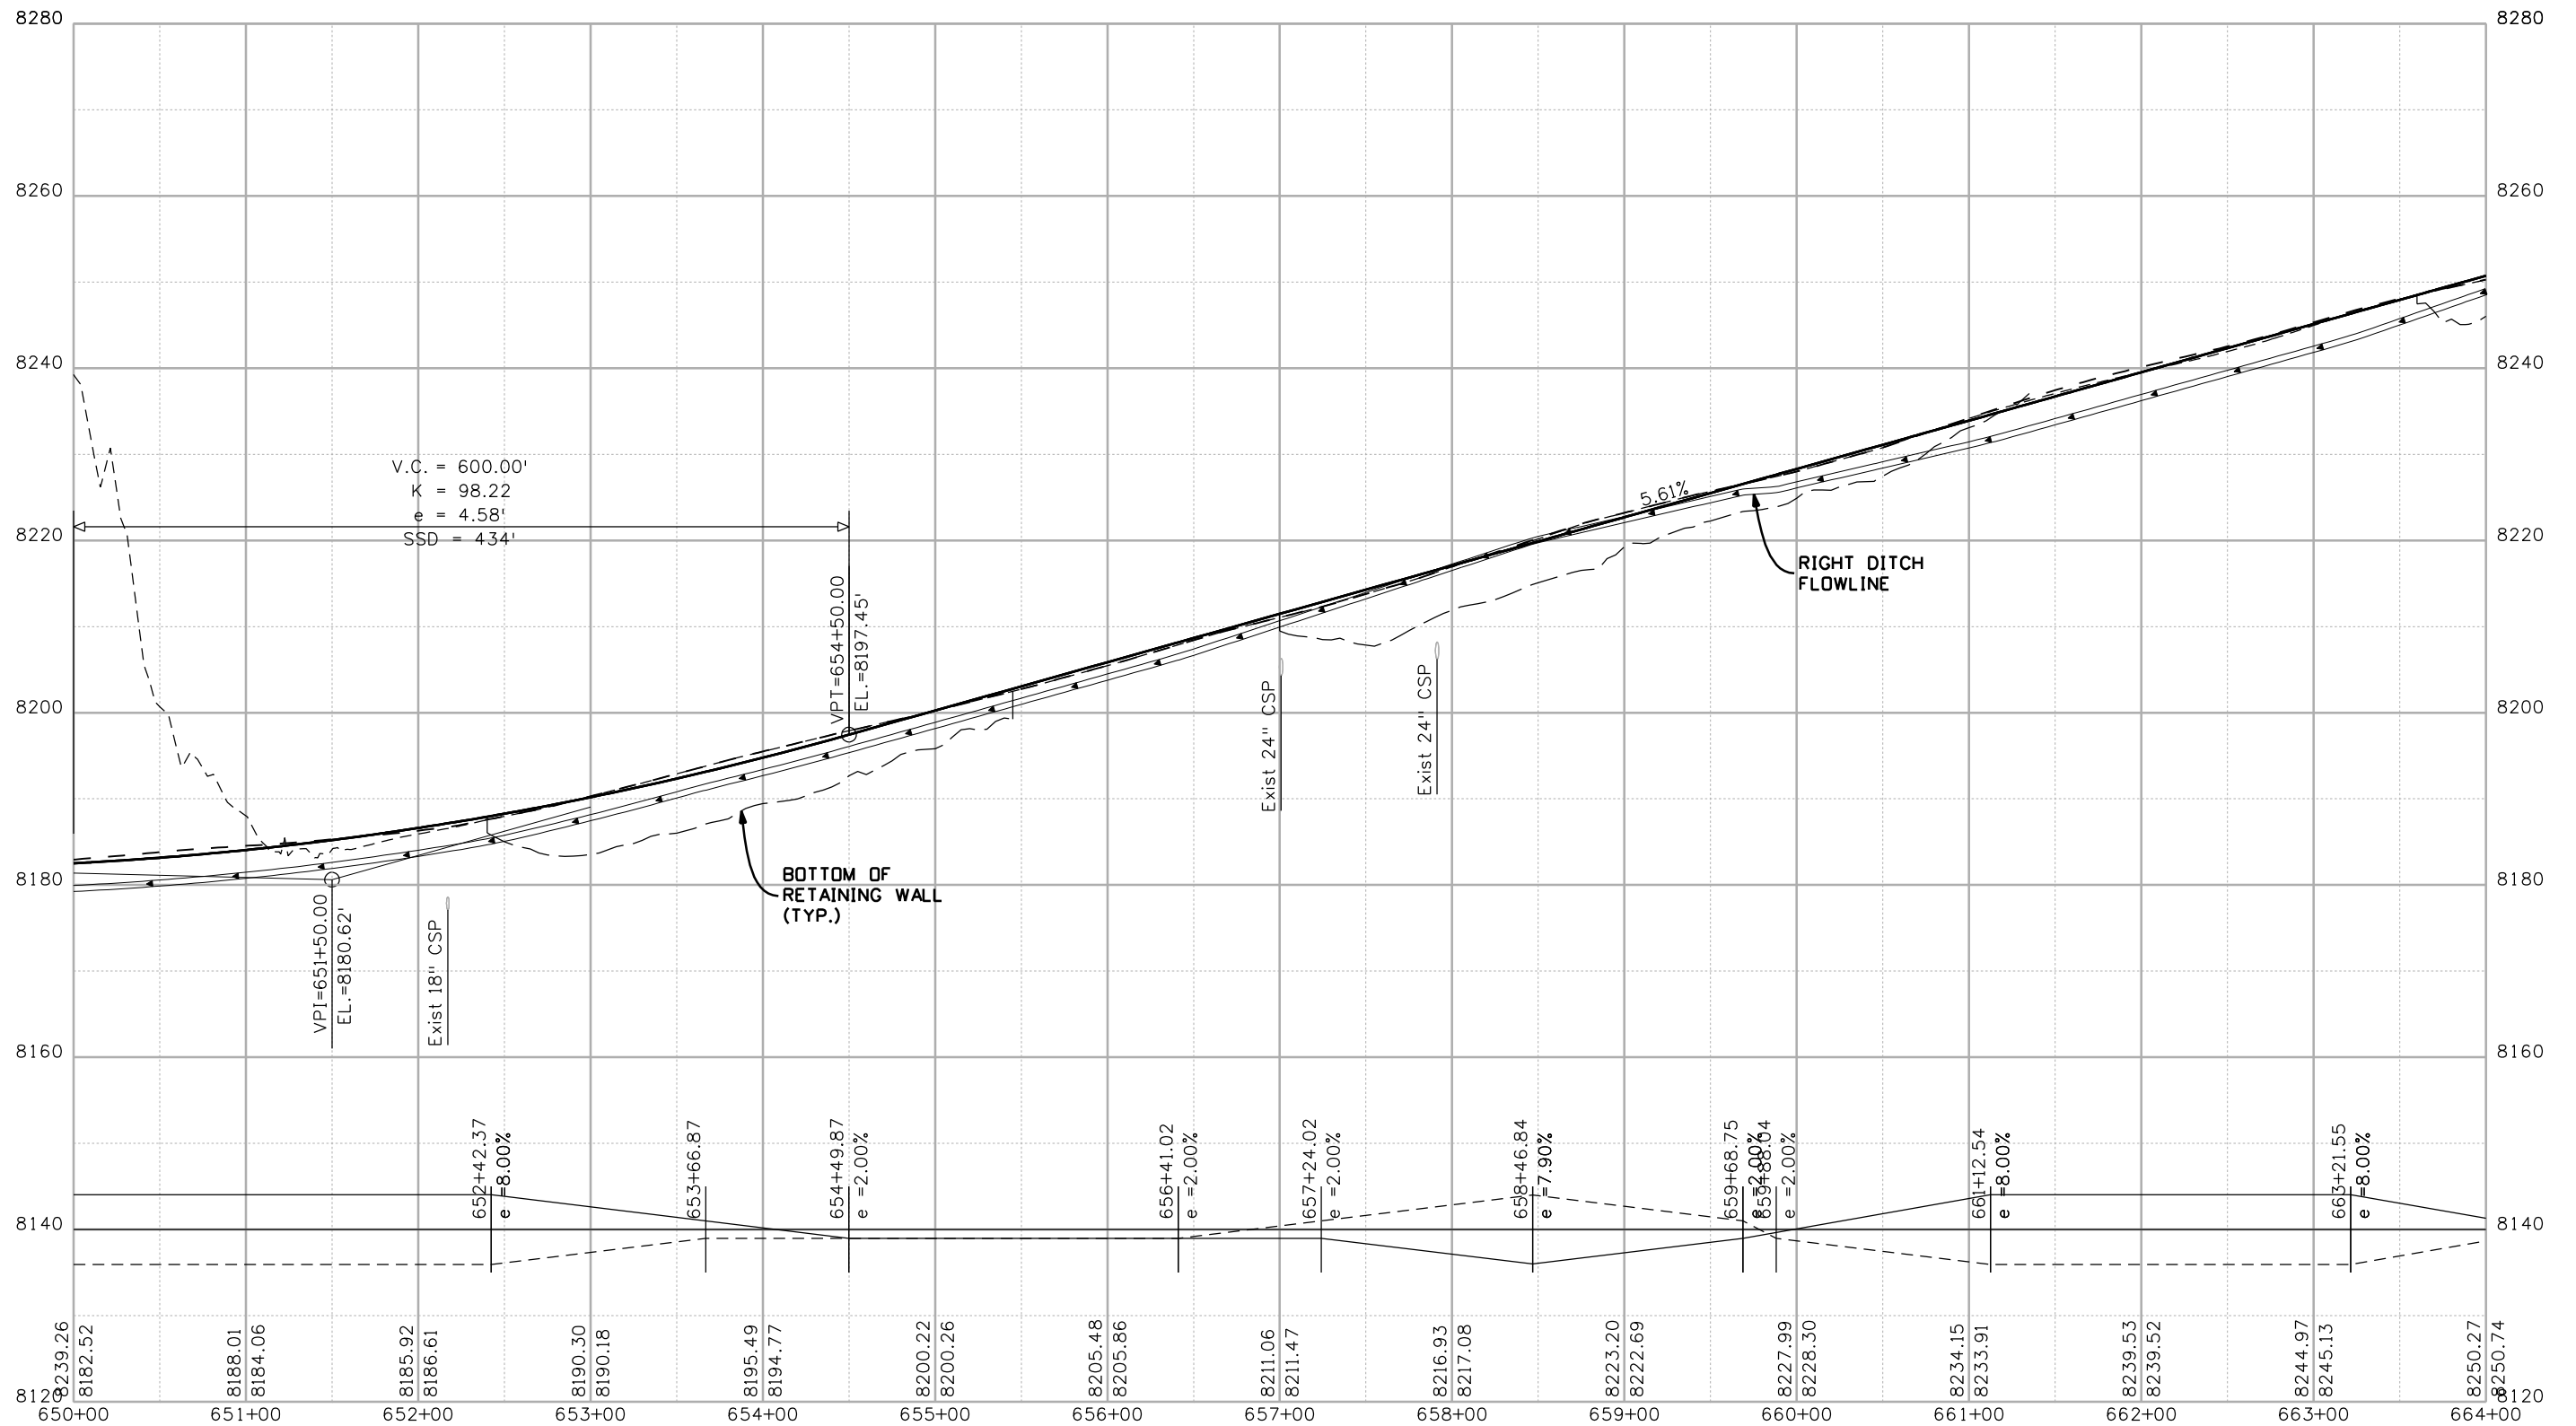 8280
8280
8260
8260
8240
8240
V.C. = 600.00'
K = 98.22
e = 4.58'
SSD = 434'
5.61%
8220
8220
RIGHT DITCH
FLOWLINE
VPT=654+50.00
EL.=8197.45'
8200
8200
Exist 24" CSP
Exist 24" CSP
8180
8180
BOTTOM OF
RETAINING WALL
(TYP.)
VPI=651+50.00
EL.=8180.62'
Exist 18" CSP
8160
8160
652+42.37
e =8.00%
653+66.87
654+49.87
e =2.00%
656+41.02
e =2.00%
657+24.02
e =2.00%
658+46.84
e =7.90%
659+68.75
e =2.00%
659+88.04
e =2.00%
661+12.54
e =8.00%
663+21.55
e =8.00%
8140
8140
8239.26
8182.52
8188.01
8184.06
8185.92
8186.61
8190.30
8190.18
8195.49
8194.77
8200.22
8200.26
8205.48
8205.86
8211.06
8211.47
8216.93
8217.08
8223.20
8222.69
8227.99
8228.30
8234.15
8233.91
8239.53
8239.52
8244.97
8245.13
8250.27
8250.74
8120
8120
650+00
651+00
652+00
653+00
654+00
655+00
656+00
657+00
658+00
659+00
660+00
661+00
662+00
663+00
664+00